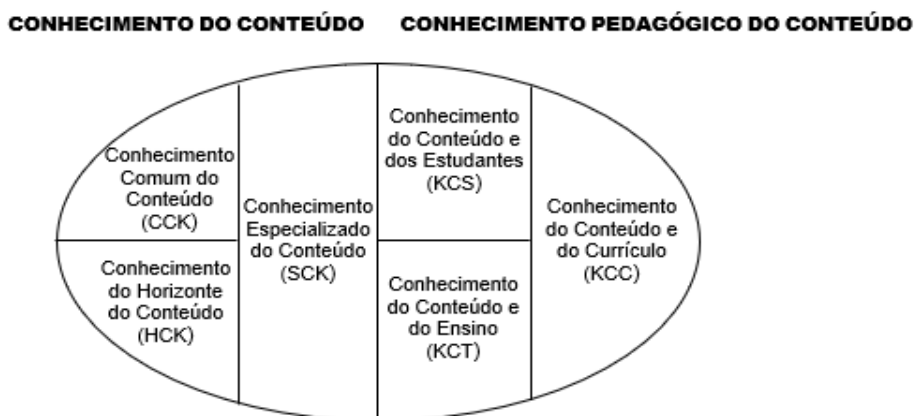 CONHECIMENTO DO CONTEÚDO
CONHECIMENTO PEDAGÓGICO DO CONTEÚDO
Conhecimento
Comum do
Conteúdo
(CCK)
Conhecimento
do Horizonte
do Conteúdo
(HCK)
Conhecimento
Especializado
do Conteúdo
(SCK)
Conhecimento
do Conteúdo e
dos Estudantes
(KCS)
Conhecimento
do Conteúdo e
do Ensino
(KCT)
Conhecimento
do Conteúdo e
do Currículo
(KCC)